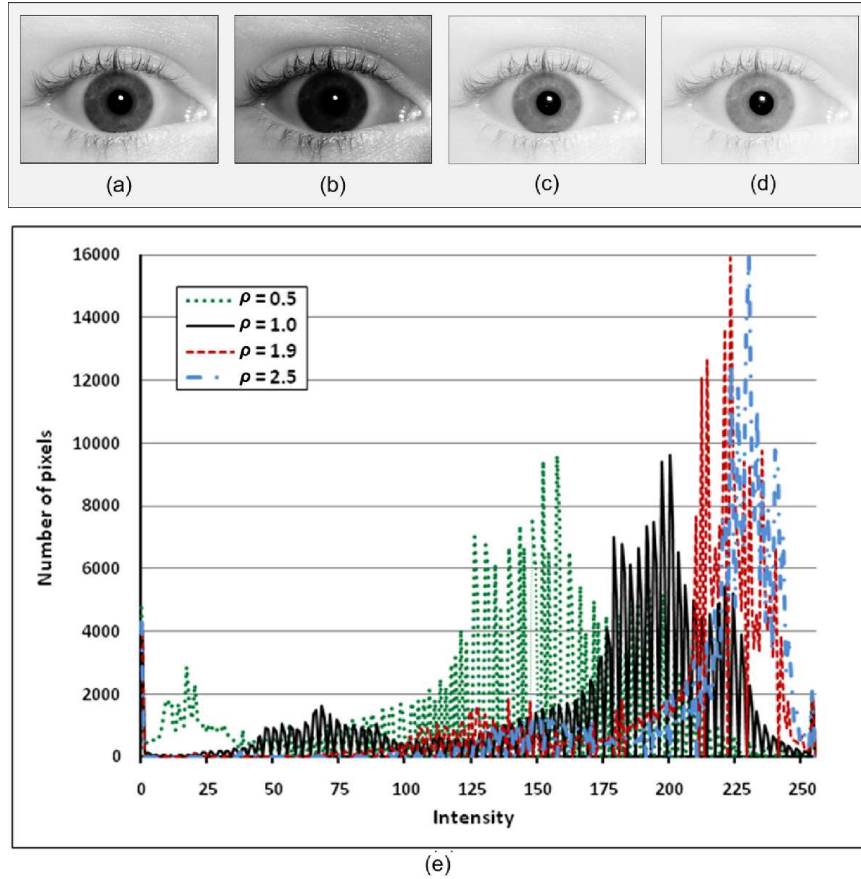 (a) (b) (c) (d)
16000
14000
12000
10000
8000
6000
4000
2000
0
Number of pixels
ρ = 0.5
ρ = 1.0
ρ = 1.9
ρ = 2.5
0 25 50 75 100 125 150 175 200 225 250
Intensity
(e)